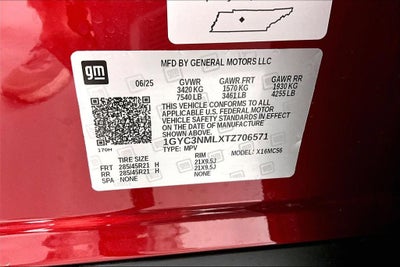 gm
MFD BY GENERAL MOTORS LLC
06/25 GVWR GAWR FRT GAWR RR
3420 KG 1570 KG 1930 KG
7540 LB 3461 LB 4255 LB
THIS VEHICLE CONFORMS TO ALL
APPLICABLE U.S. FEDERAL MOTOR
VEHICLE SAFETY STANDARDS IN EFFECT
ON THE DATE OF MANUFACTURE
SHOWN ABOVE.
1GYC3NMLXTZ706571
TYPE: MPV MODEL: X16MC56
170H
TIRE SIZE RIM
FRT 285/45R21 H 21X9.5J
RR 285/45R21 H 21X9.5J
SPA NONE NONE